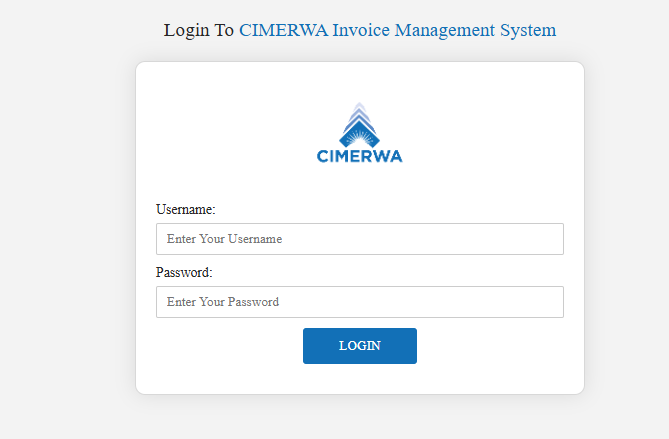 Login To CIMERWA Invoice Management System
CIMERWA
Username:
Enter Your Username
Password:
Enter Your Password
LOGIN